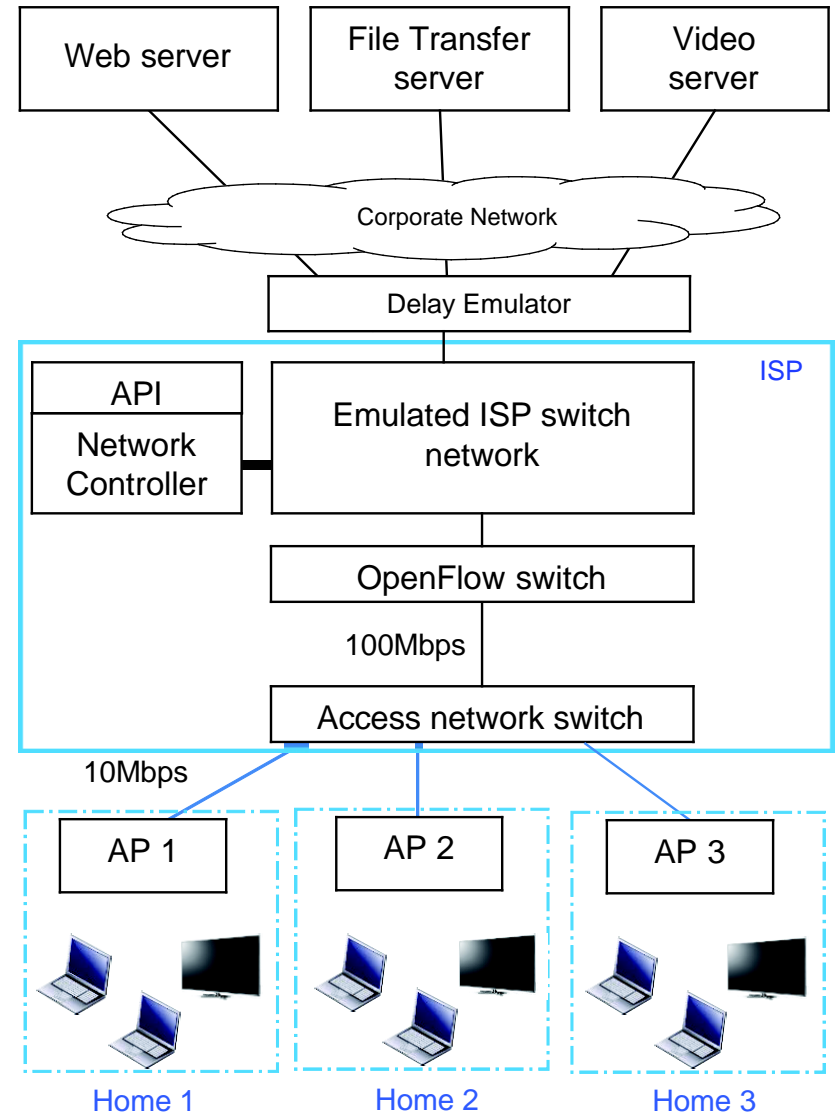 Web server
File Transfer
server
Video
server
Corporate Network
Delay Emulator
ISP
API
Network
Controller
Emulated ISP switch
network
OpenFlow switch
100Mbps
Access network switch
10Mbps
AP 1
AP 2
AP 3
Home 1
Home 2
Home 3